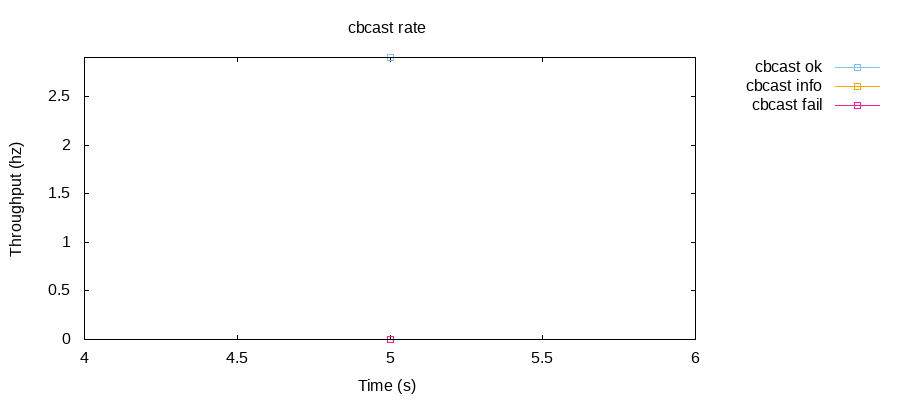 cbcast rate
cbcast ok
cbcast info
cbcast fail
Throughput (hz)
2.5
2
1.5
1
0.5
0
4
4.5
5
5.5
6
Time (s)